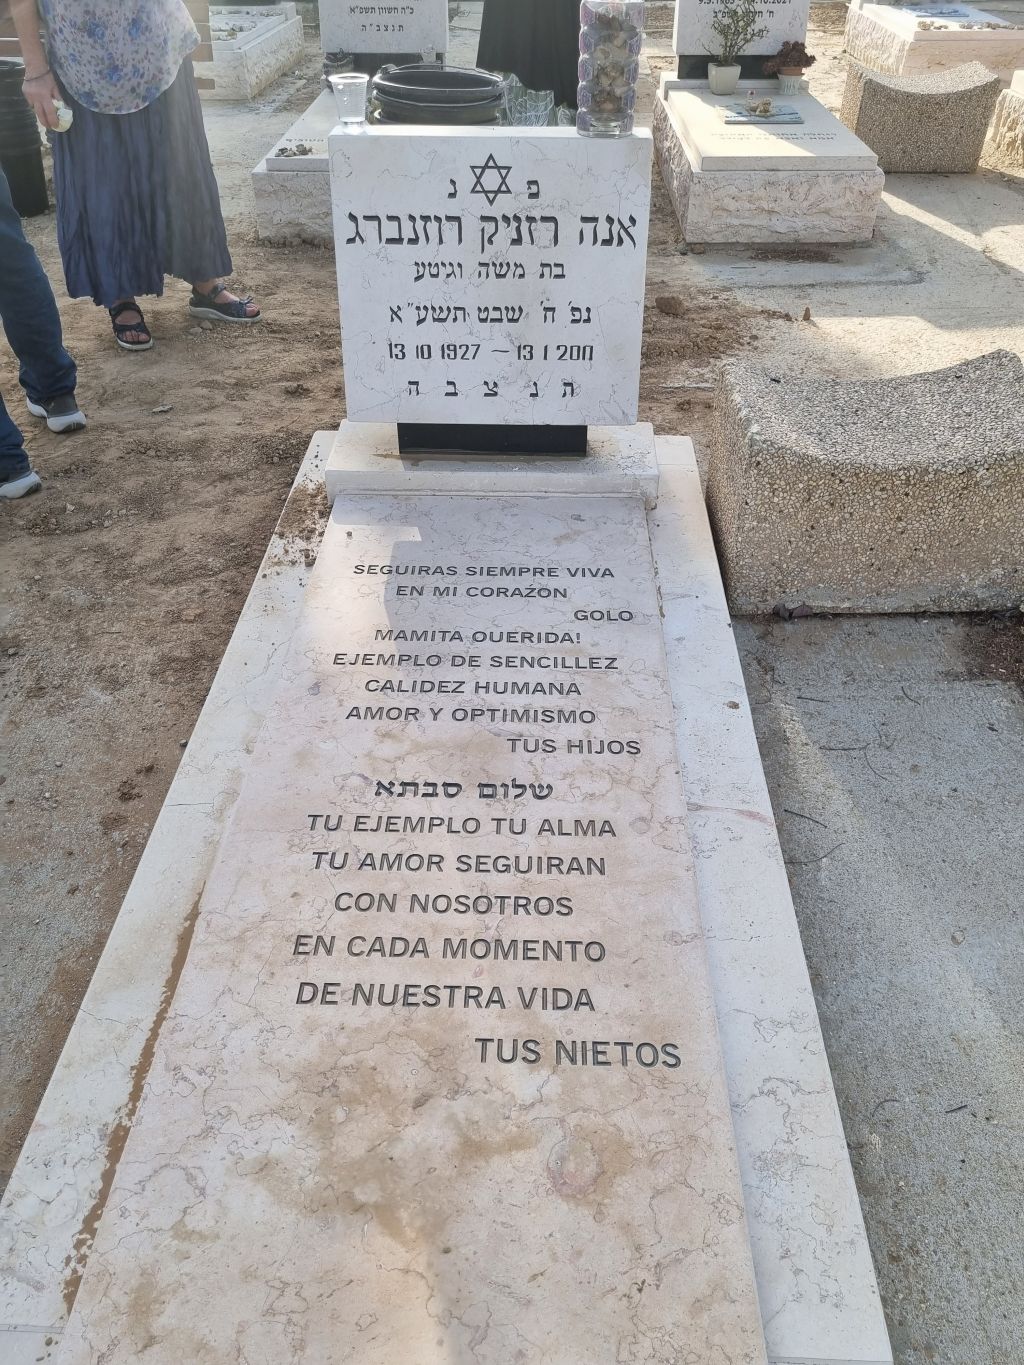 כ"ה חשוון תשפ"א
ת נ צ ב "ה
פ נ
אנה רזניק רוזנברג
בת משה וגיטע
נפ' ח' שבט תשע"א
13 10 1927 ~ 13 1 2011
ת נ צ ב ה
SEGUIRAS SIEMPRE VIVA
EN MI CORAZON
GOLO
MAMITA QUERIDA!
EJEMPLO DE SENCILLEZ
CALIDEZ HUMANA
AMOR Y OPTIMISMO
TUS HIJOS
שלום סבתא
TU EJEMPLO TU ALMA
TU AMOR SEGUIRAN
CON NOSOTROS
EN CADA MOMENTO
DE NUESTRA VIDA
TUS NIETOS